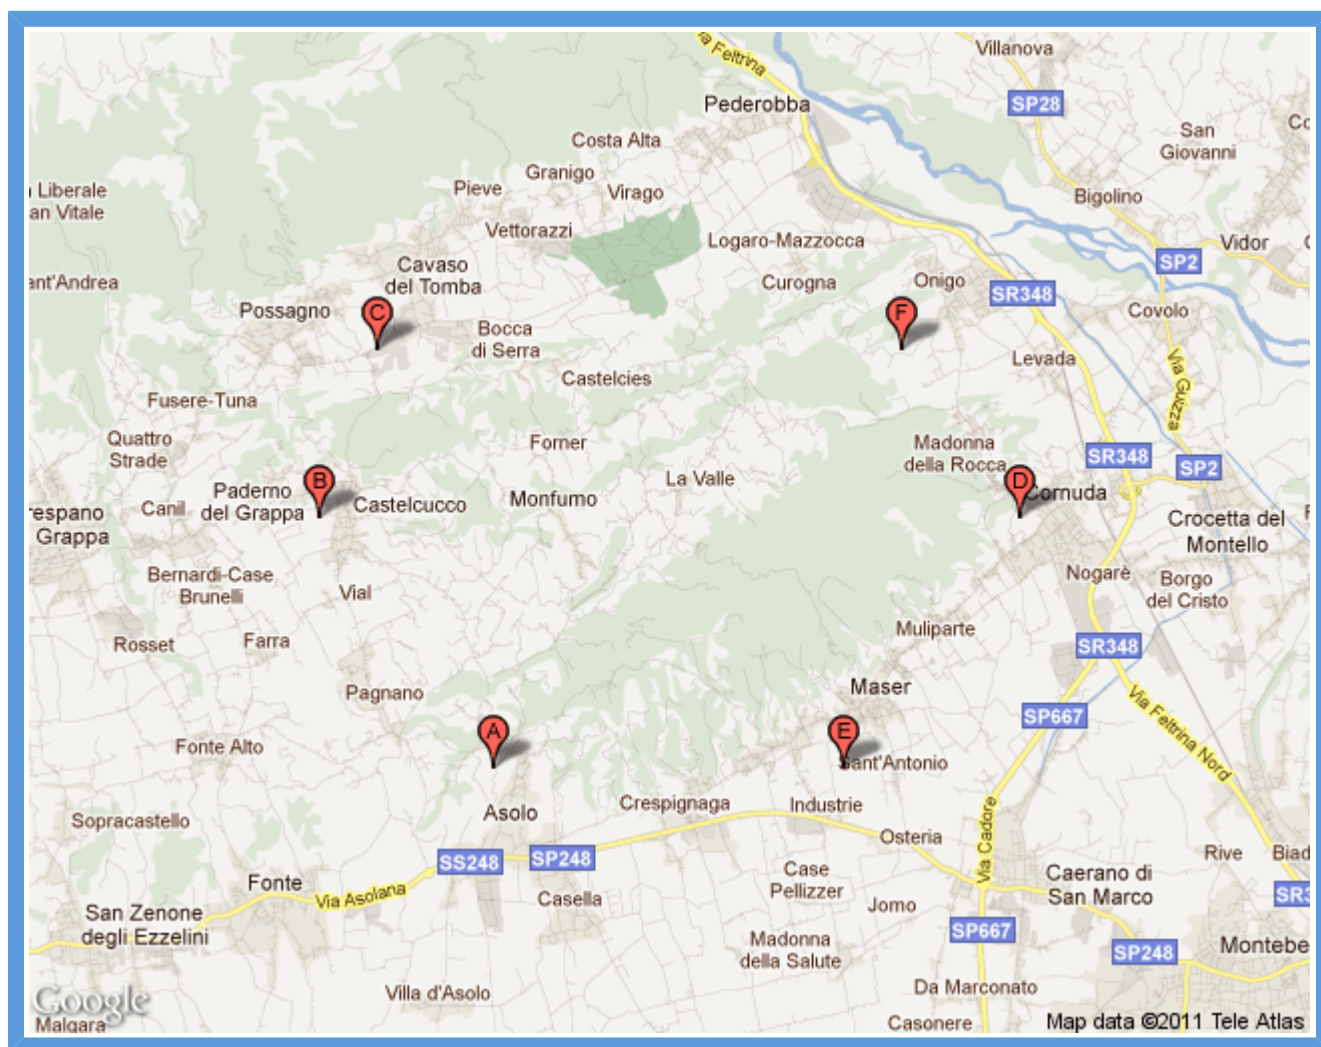 Via Feltrina
Villanova
Pederobba
SP28
Costa Alta
San
Giovanni
Granigo
Pieve
Virago
Liberale
an Vitale
Bigolino
Vettorazzi
Logaro-Mazzocca
Vidor
SP2
Cavaso
del Tomba
ant'Andrea
Curogna
Onigo
SR348
Possagno
C
F
Covolo
Bocca
di Serra
Levada
Via Guizza
Castelcies
Fusere-Tuna
Quattro
Strade
Forner
Madonna
della Rocca
SR348
SP2
La Valle
Paderno
del Grappa
B
Castelcucco
Monfumo
D
Cornuda
Canil
respano
Grappa
Crocetta del
Montello
Bernardi-Case
Brunelli
Vial
Nogarè
Borgo
del Cristo
Rosset
Farra
Muliparte
SR348
Pagnano
Maser
Via Feltrina Nord
SP667
A
E
Fonte Alto
Sant'Antonio
Asolo
Crespignaga
Industrie
Sopracastello
Via Cadore
Osteria
Rive
Biad
SS248
SP248
Fonte
Via Asolana
Casella
Case
Pellizzer
Caerano di
San Marco
SR3
Jomo
San Zenone
degli Ezzelini
SP667
Madonna
della Salute
SP248
Montebe
Villa d'Asolo
Da Marconato
Google
Malgara
Casonere
Map data ©2011 Tele Atlas